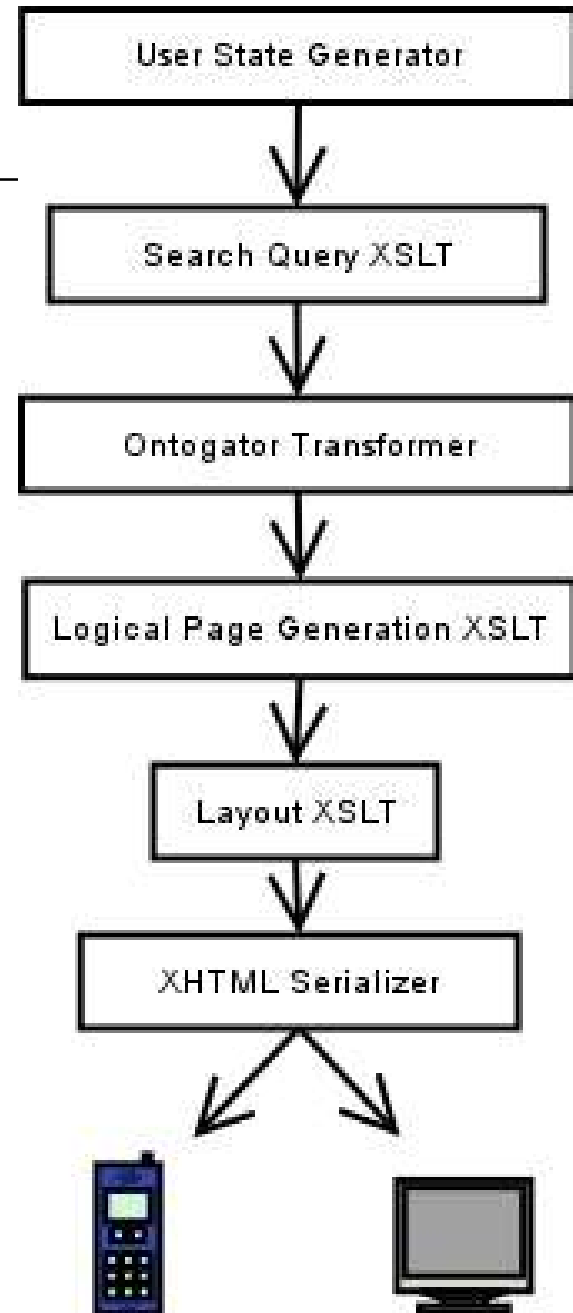 User State Generator
Search Query XSLT
Ontogator Transformer
Logical Page Generation XSLT
Layout XSLT
XHTML Serializer